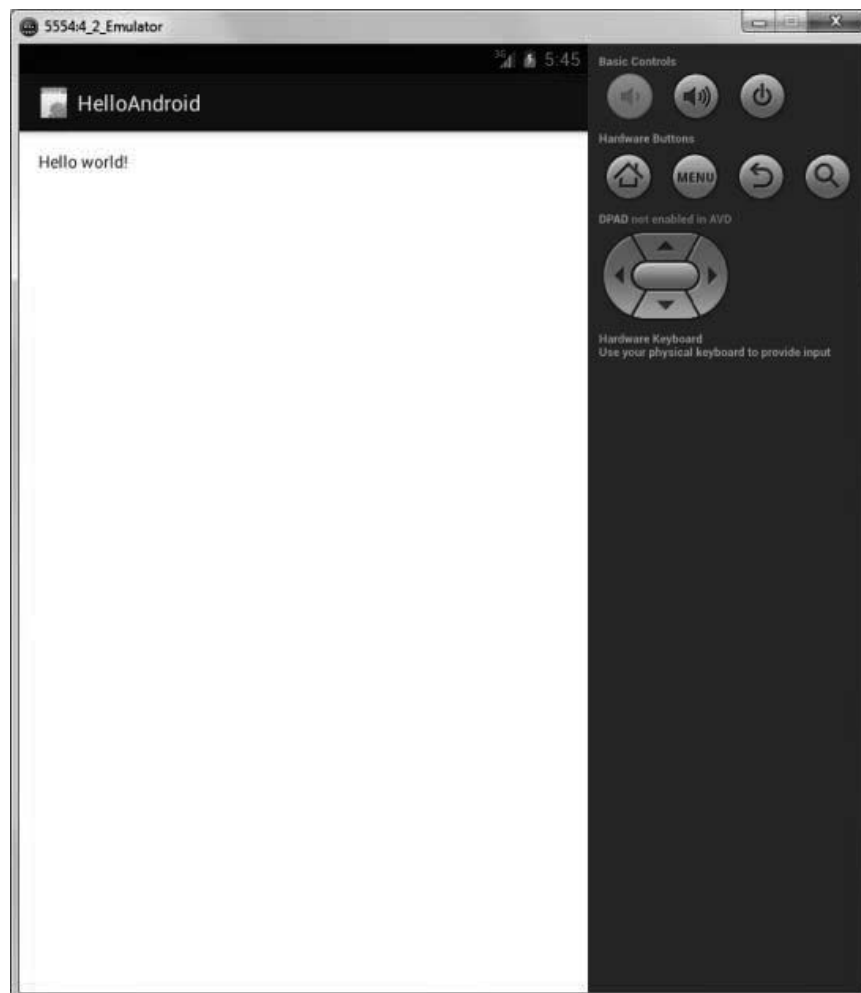 5554:4_2_Emulator
3G 5:45
HelloAndroid
Hello world!
Basic Controls
Hardware Buttons
MENU
DPAD not enabled in AVD
Hardware Keyboard
Use your physical keyboard to provide input